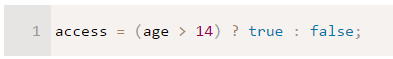 1 access = (age > 14) ? true : false;